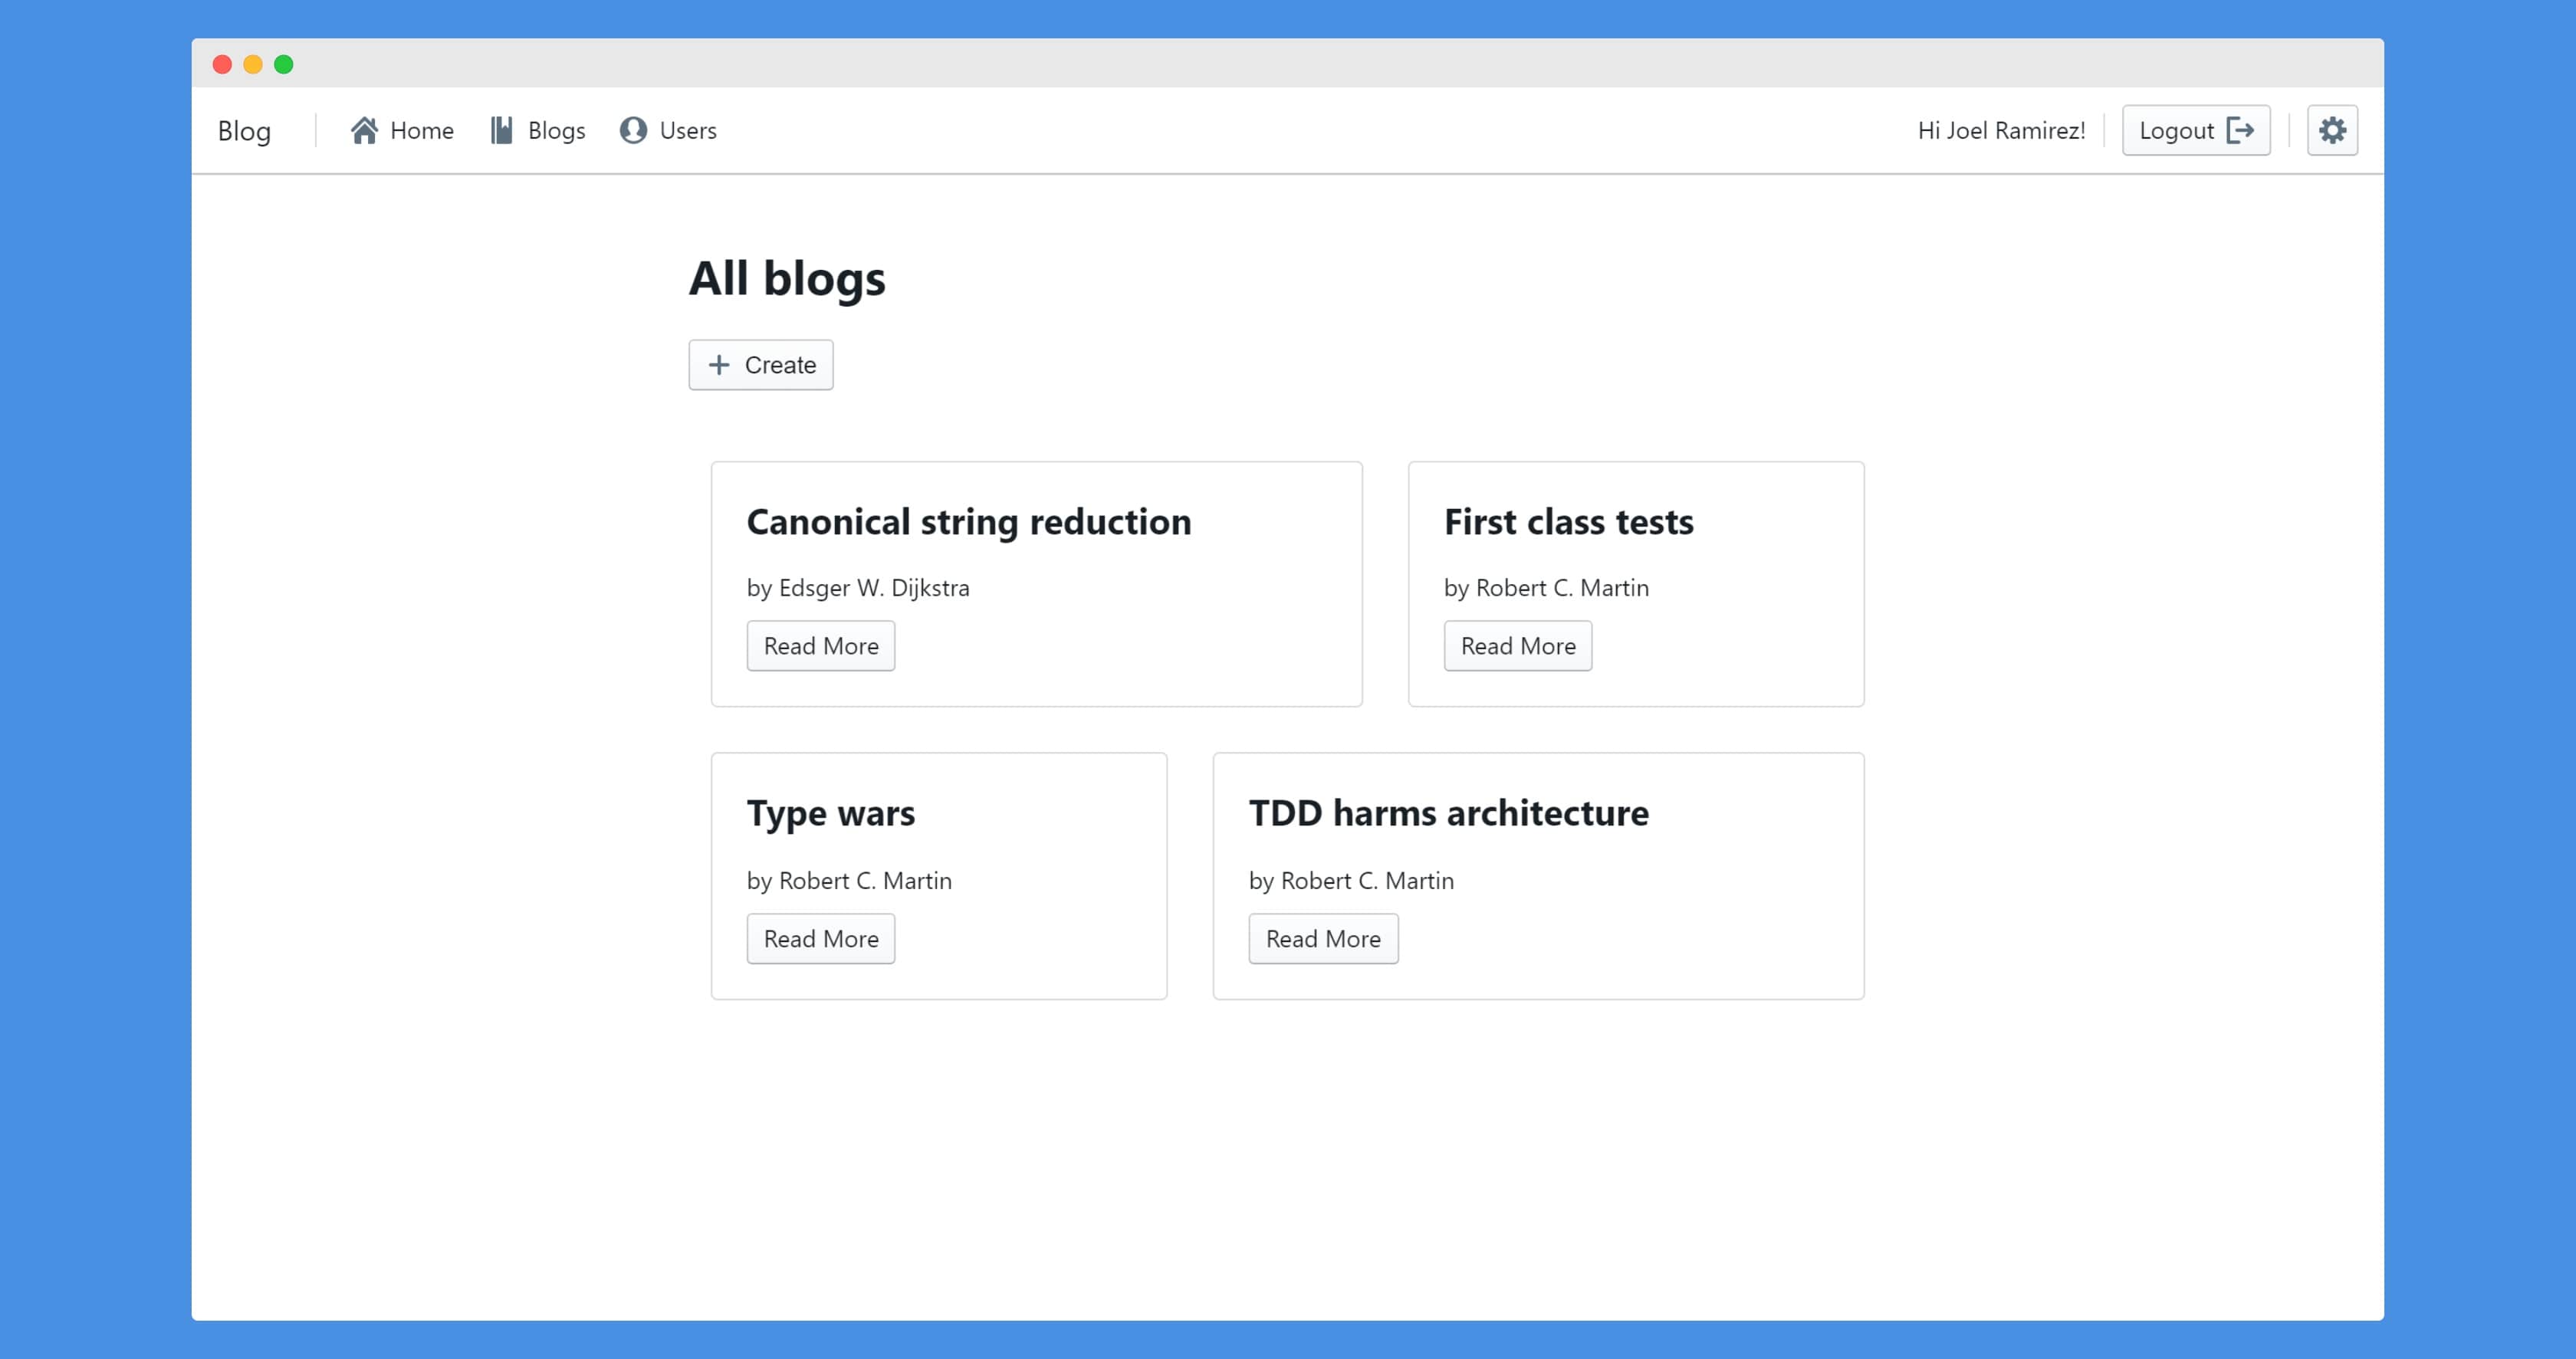 Blog Home Blogs Users Hi Joel Ramirez! Logout
All blogs
Create
Canonical string reduction
by Edsger W. Dijkstra
Read More
First class tests
by Robert C. Martin
Read More
Type wars
by Robert C. Martin
Read More
TDD harms architecture
by Robert C. Martin
Read More